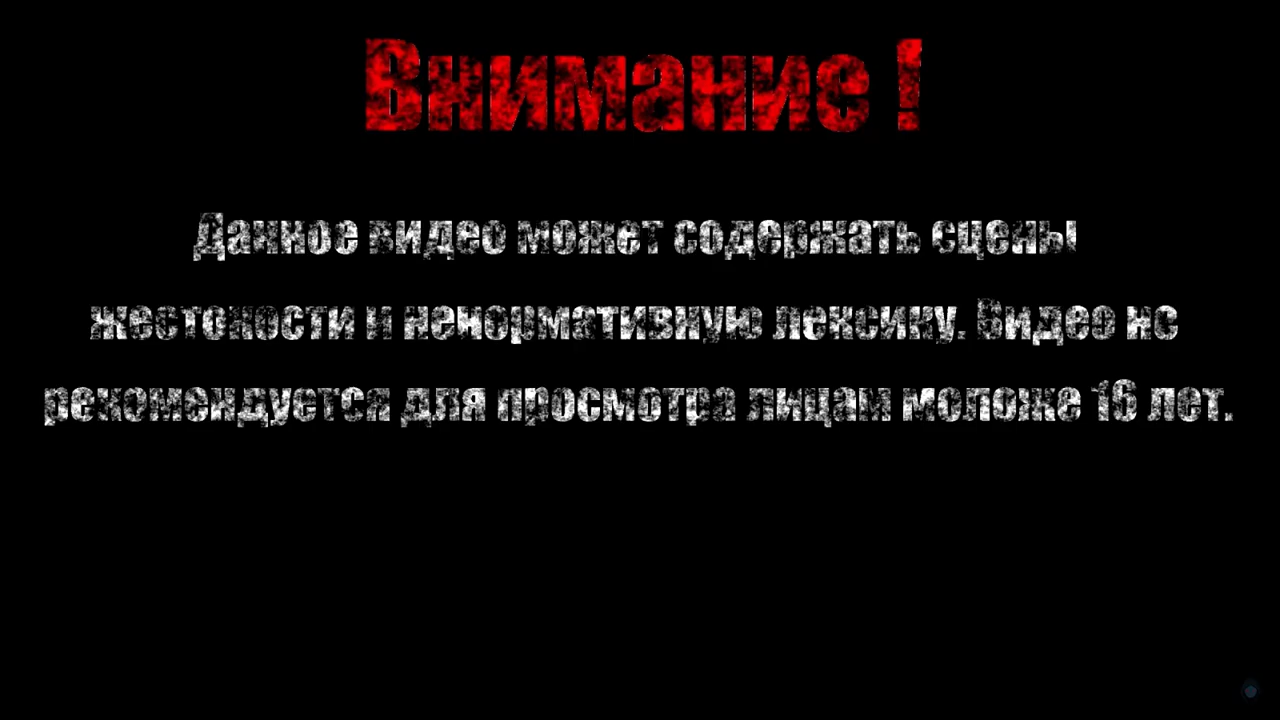 Внимание !
Данное видео может содержать сцены
жестокости и ненормативную лексику. Видео не
рекомендуется для просмотра лицам моложе 16 лет.